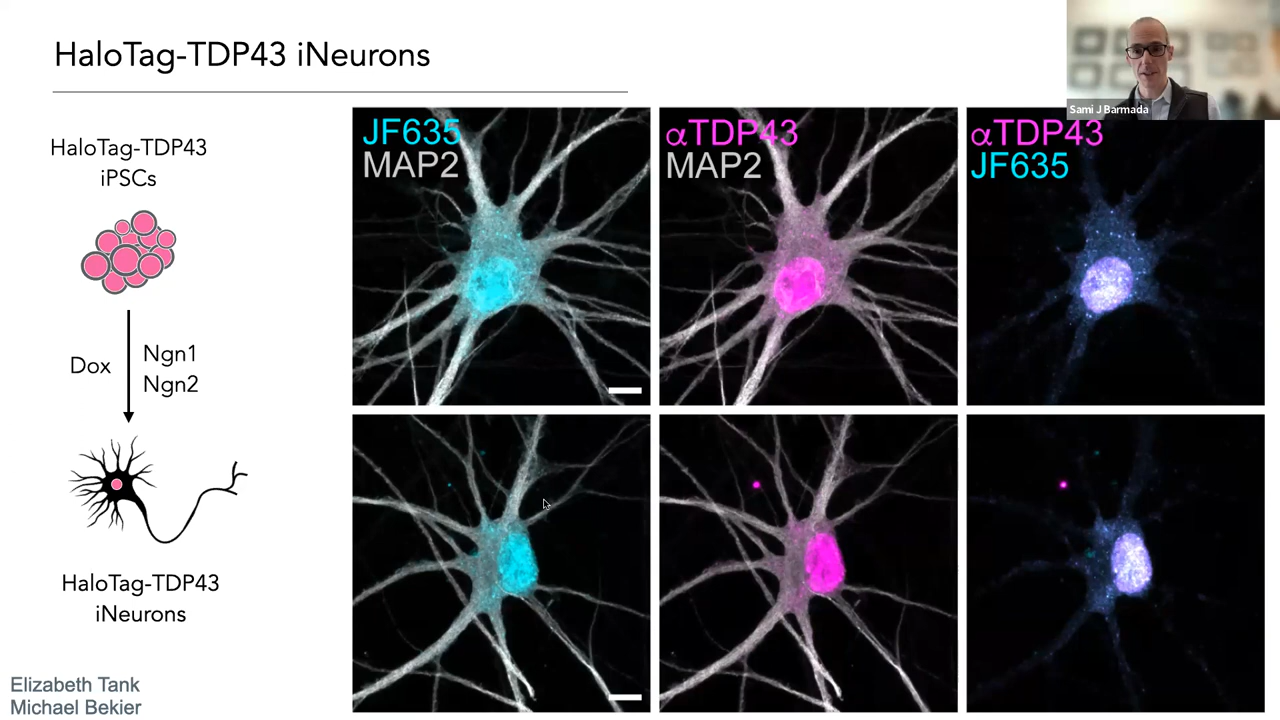 HaloTag-TDP43 iNeurons
Sami J Barmada
HaloTag-TDP43
iPSCs
Dox
Ngn1
Ngn2
HaloTag-TDP43
iNeurons
JF635
MAP2
αTDP43
MAP2
αTDP43
JF635
Elizabeth Tank
Michael Bekier